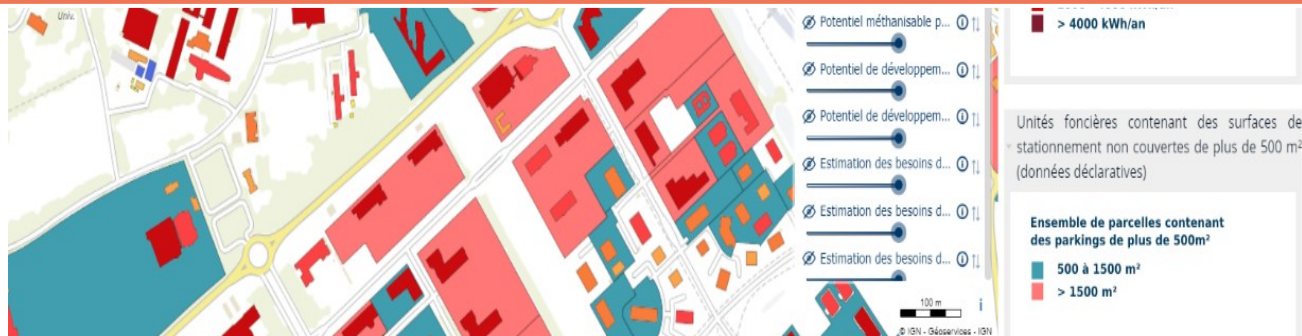 Univ.
Potentiel méthanisable p...
Potentiel de développem...
Potentiel de développem...
Estimation des besoins d...
Estimation des besoins d...
Estimation des besoins d...
100 m
© IGN - Géoservices - IGN
> 4000 kWh/an
Unités foncières contenant des surfaces de
stationnement non couvertes de plus de 500 m²
(données déclaratives)
Ensemble de parcelles contenant
des parkings de plus de 500m²
500 à 1500 m²
> 1500 m²